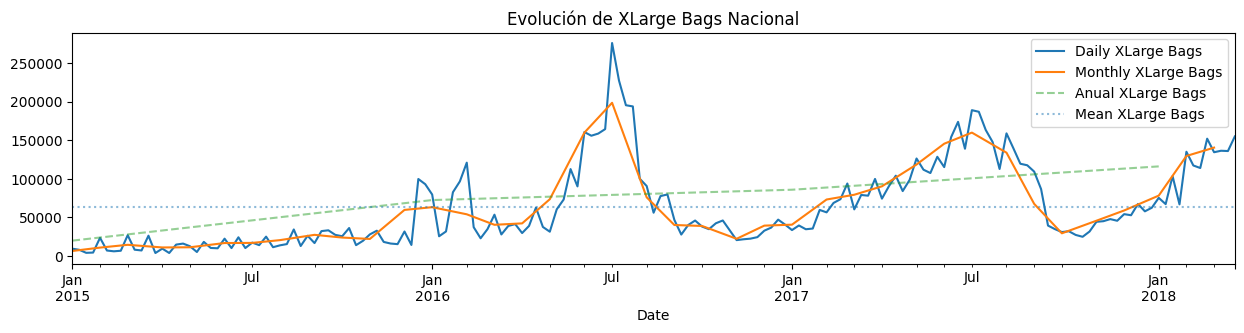 Evolución de XLarge Bags Nacional
Daily XLarge Bags
Monthly XLarge Bags
Anual XLarge Bags
Mean XLarge Bags
250000
200000
150000
100000
50000
0
Jan Jul Jan Jul Jan Jul Jan
2015 2016 2017 2018
Date